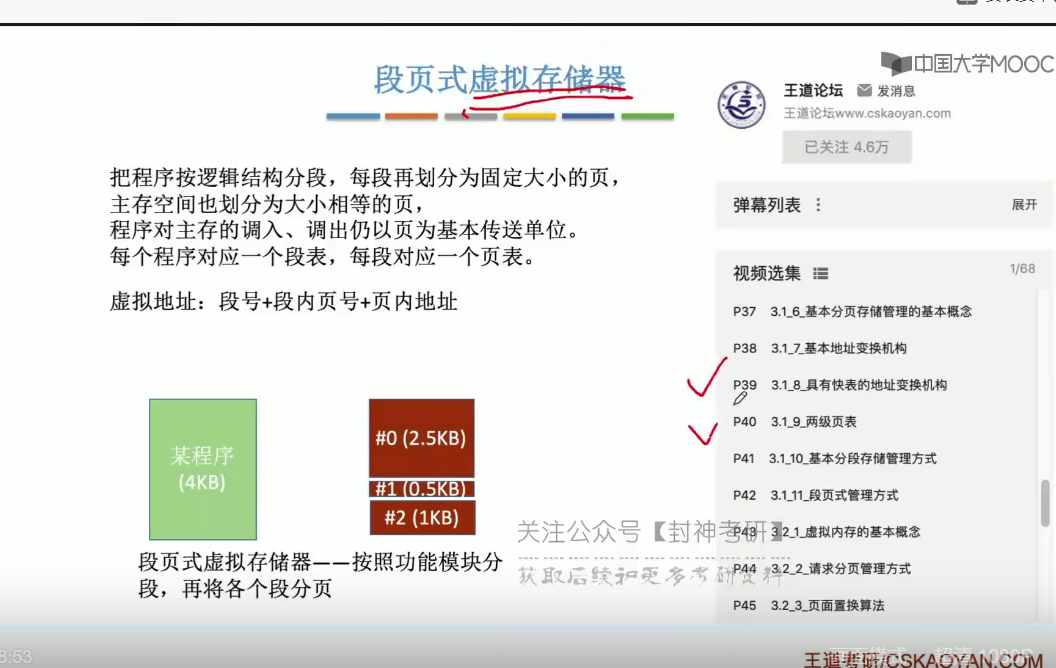 中国大学MOOC
段页式虚拟存储器
王道论坛 发消息
王道论坛www.cskaoyan.com
已关注 4.6万
把程序按逻辑结构分段，每段再划分为固定大小的页，
主存空间也划分为大小相等的页，
程序对主存的调入、调出仍以页为基本传送单位。
每个程序对应一个段表，每段对应一个页表。
虚拟地址：段号+段内页号+页内地址
弹幕列表
展开
视频选集
1/68
P37 3.1_6_基本分页存储管理的基本概念
P38 3.1_7_基本地址变换机构
P39 3.1_8_具有快表的地址变换机构
P40 3.1_9_两级页表
P41 3.1_10_基本分段存储管理方式
P42 3.1_11_段页式管理方式
P43 3.2_1_虚拟内存的基本概念
P44 3.2_2_请求分页管理方式
P45 3.2_3_页面置换算法
某程序
(4KB)
#0 (2.5KB)
#1 (0.5KB)
#2 (1KB)
段页式虚拟存储器——按照功能模块分
段，再将各个段分页
关注公众号【封神考研】
获取后续和更多考研资料
8:53
王道考研/CSKAOYAN.COM